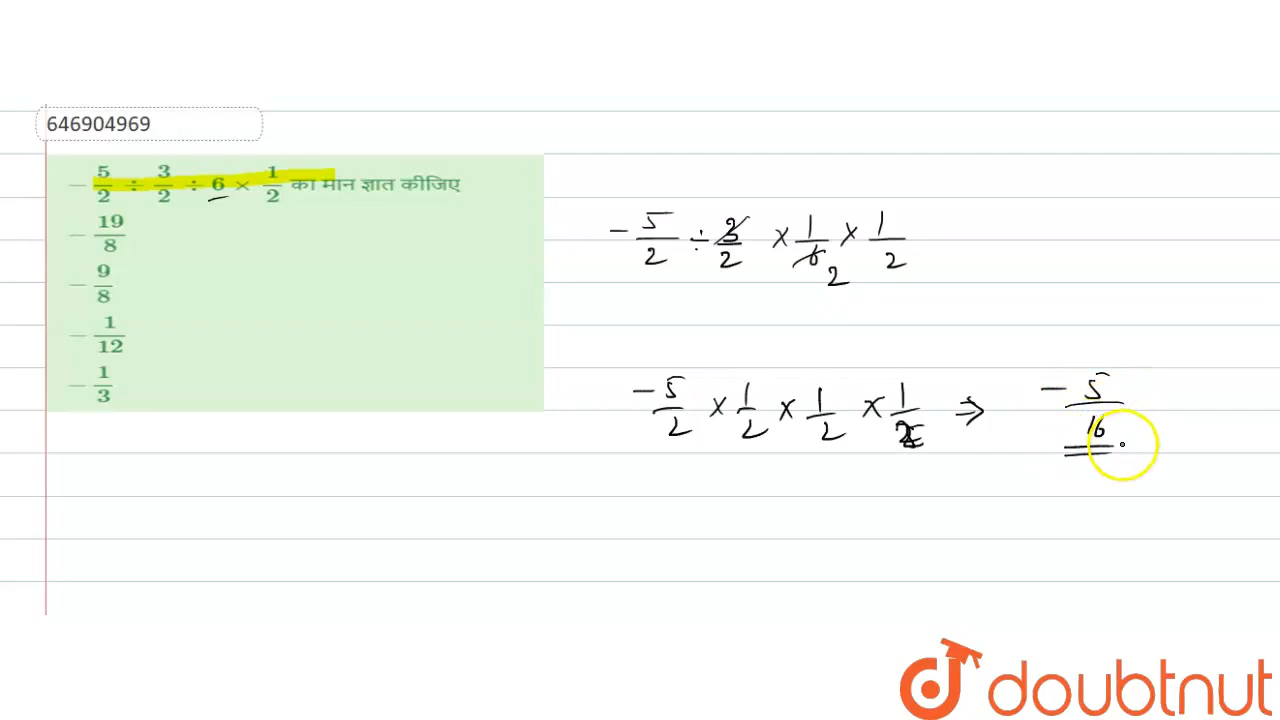 646904969
− 5/2 ÷ 3/2 ÷ 6 × 1/2 का मान ज्ञात कीजिए
− 19/8
− 9/8
− 1/12
− 1/3
− 5/2 ÷ 3/2 × 1/6 × 1/2
2
− 5/2 × 1/2 × 1/2 × 1/2 ⇒ − 5/16
doubtnut